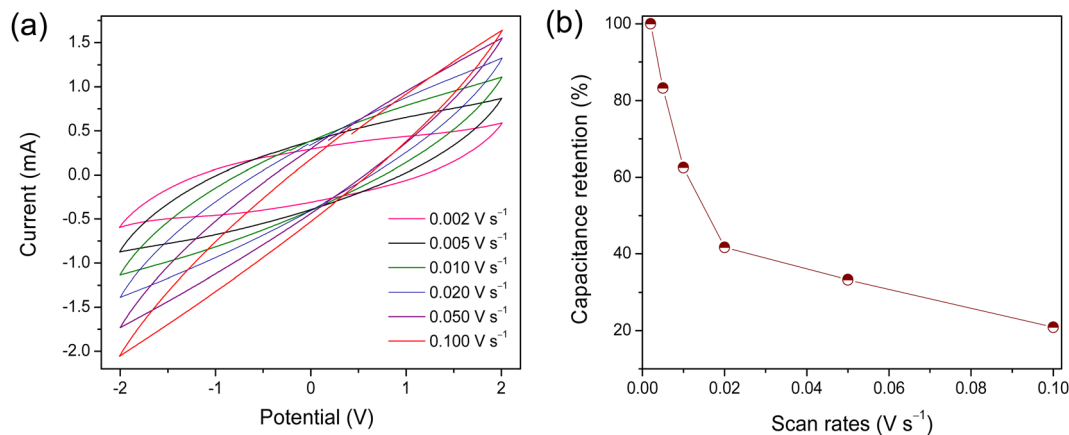 (a)
Current (mA)
1.5
1.0
0.5
0.0
-0.5
-1.0
-1.5
-2.0
0.002 V s⁻¹
0.005 V s⁻¹
0.010 V s⁻¹
0.020 V s⁻¹
0.050 V s⁻¹
0.100 V s⁻¹
-2
-1
0
1
2
Potential (V)
(b)
Capacitance retention (%)
100
80
60
40
20
0.00
0.02
0.04
0.06
0.08
0.10
Scan rates (V s⁻¹)